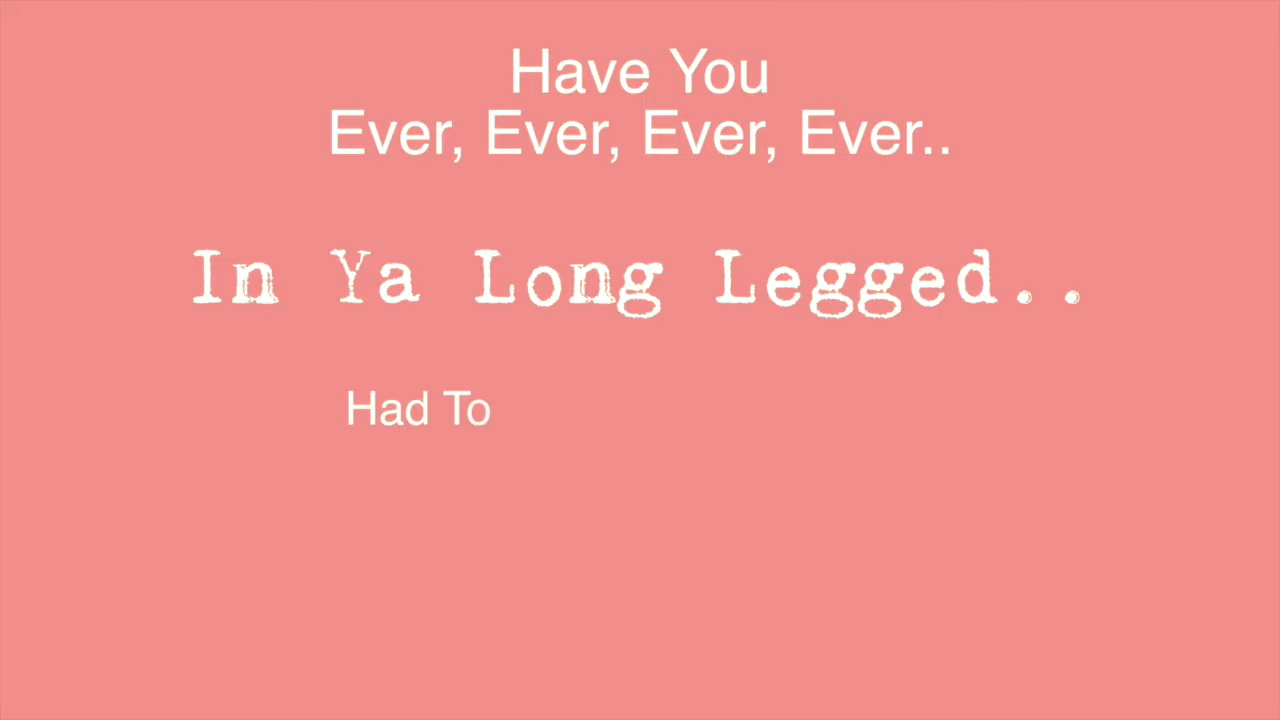 Have You
Ever, Ever, Ever, Ever..
In Ya Long Legged..
Had To